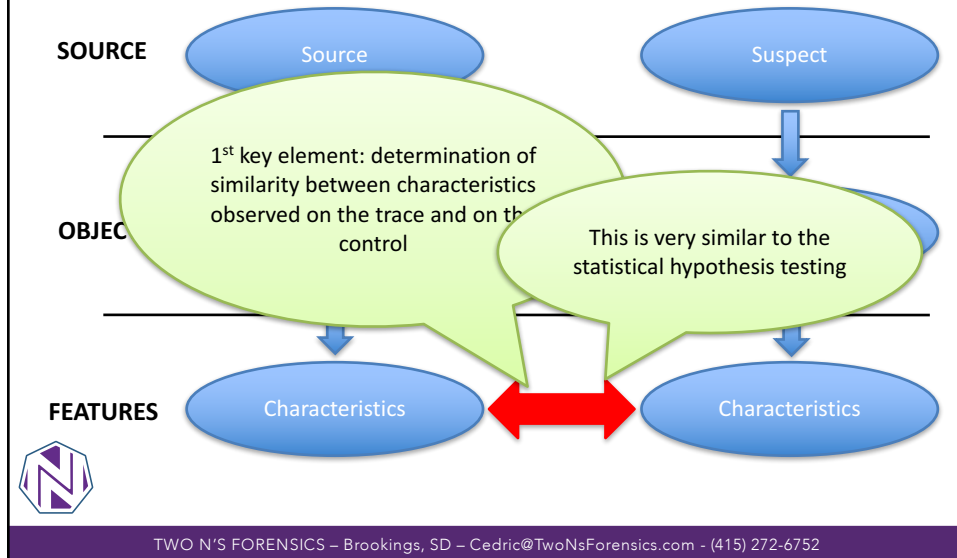 SOURCE
Source
Suspect
1st key element: determination of
similarity between characteristics
observed on the trace and on th
control
This is very similar to the
statistical hypothesis testing
OBJEC
FEATURES
Characteristics
Characteristics
N
TWO N'S FORENSICS – Brookings, SD – Cedric@TwoNsForensics.com - (415) 272-6752